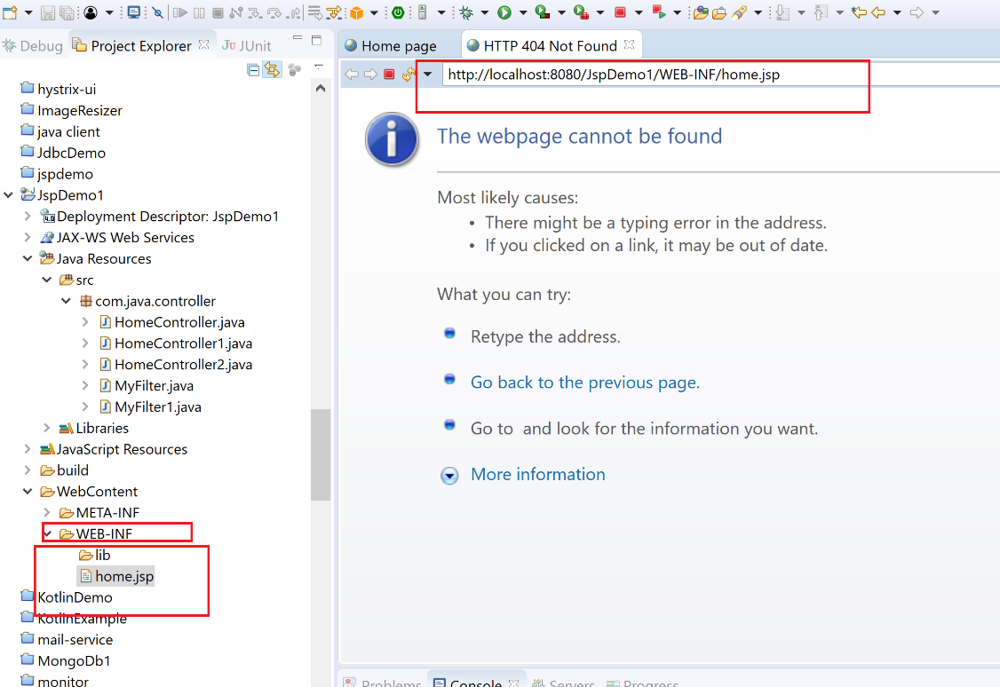 Debug
Project Explorer
JUnit
hystrix-ui
ImageResizer
java client
JdbcDemo
jspdemo
JspDemo1
Deployment Descriptor: JspDemo1
JAX-WS Web Services
Java Resources
src
com.java.controller
HomeController.java
HomeController1.java
HomeController2.java
MyFilter.java
MyFilter1.java
Libraries
JavaScript Resources
build
WebContent
META-INF
WEB-INF
lib
home.jsp
KotlinDemo
KotlinExample
mail-service
MongoDb1
monitor
Home page
HTTP 404 Not Found
http://localhost:8080/JspDemo1/WEB-INF/home.jsp
The webpage cannot be found
Most likely causes:
• There might be a typing error in the address.
• If you clicked on a link, it may be out of date.
What you can try:
Retype the address.
Go back to the previous page.
Go to  and look for the information you want.
More information
Problems
Console
Servers
Progress